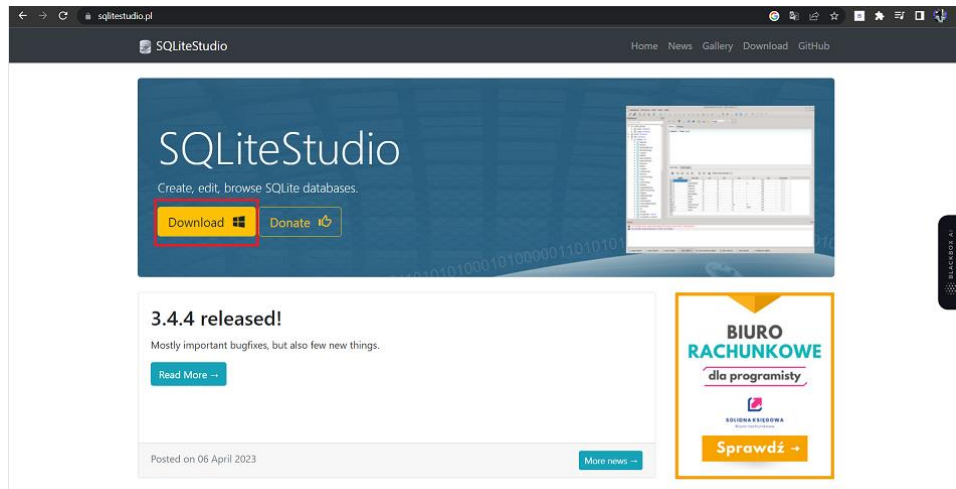 sqlitestudio.pl
SQLiteStudio
Home News Gallery Download GitHub
SQLiteStudio
Create, edit, browse SQLite databases.
Download
Donate
3.4.4 released!
Mostly important bugfixes, but also few new things.
Read More →
Posted on 06 April 2023
More news →
BIURO
RACHUNKOWE
dla programisty
SOLIDNA KSIĘGOWA
Sprawdź →
BLACKBOX AI